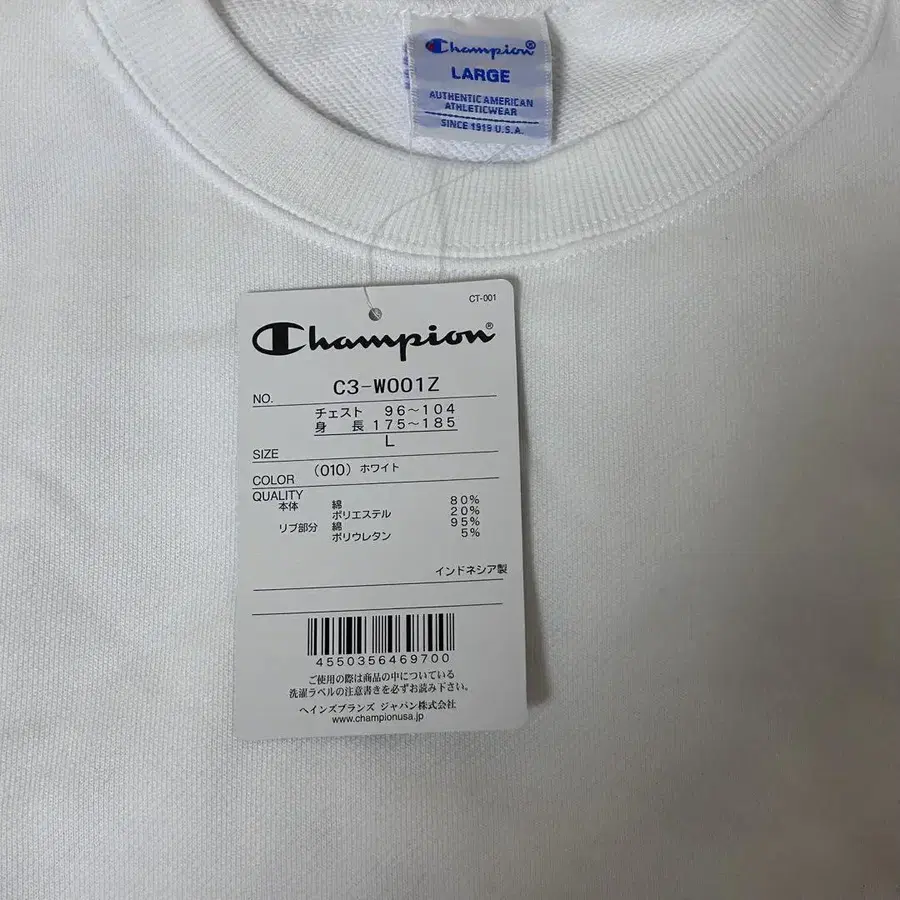 Champion®
LARGE
AUTHENTIC AMERICAN
ATHLETICWEAR
SINCE 1919 U.S.A.
CT-001
Champion®
NO. C3-W001Z
チェスト 96～104
身 長 175～185
SIZE L
COLOR (010) ホワイト
QUALITY
本体 綿 80%
ポリエステル 20%
リブ部分 綿 95%
ポリウレタン 5%
インドネシア製
4550356469700
ご使用の際は商品の中についている
洗濯ラベルの注意書きを必ずお読み下さい。
ヘインズブランズ ジャパン株式会社
www.championusa.jp